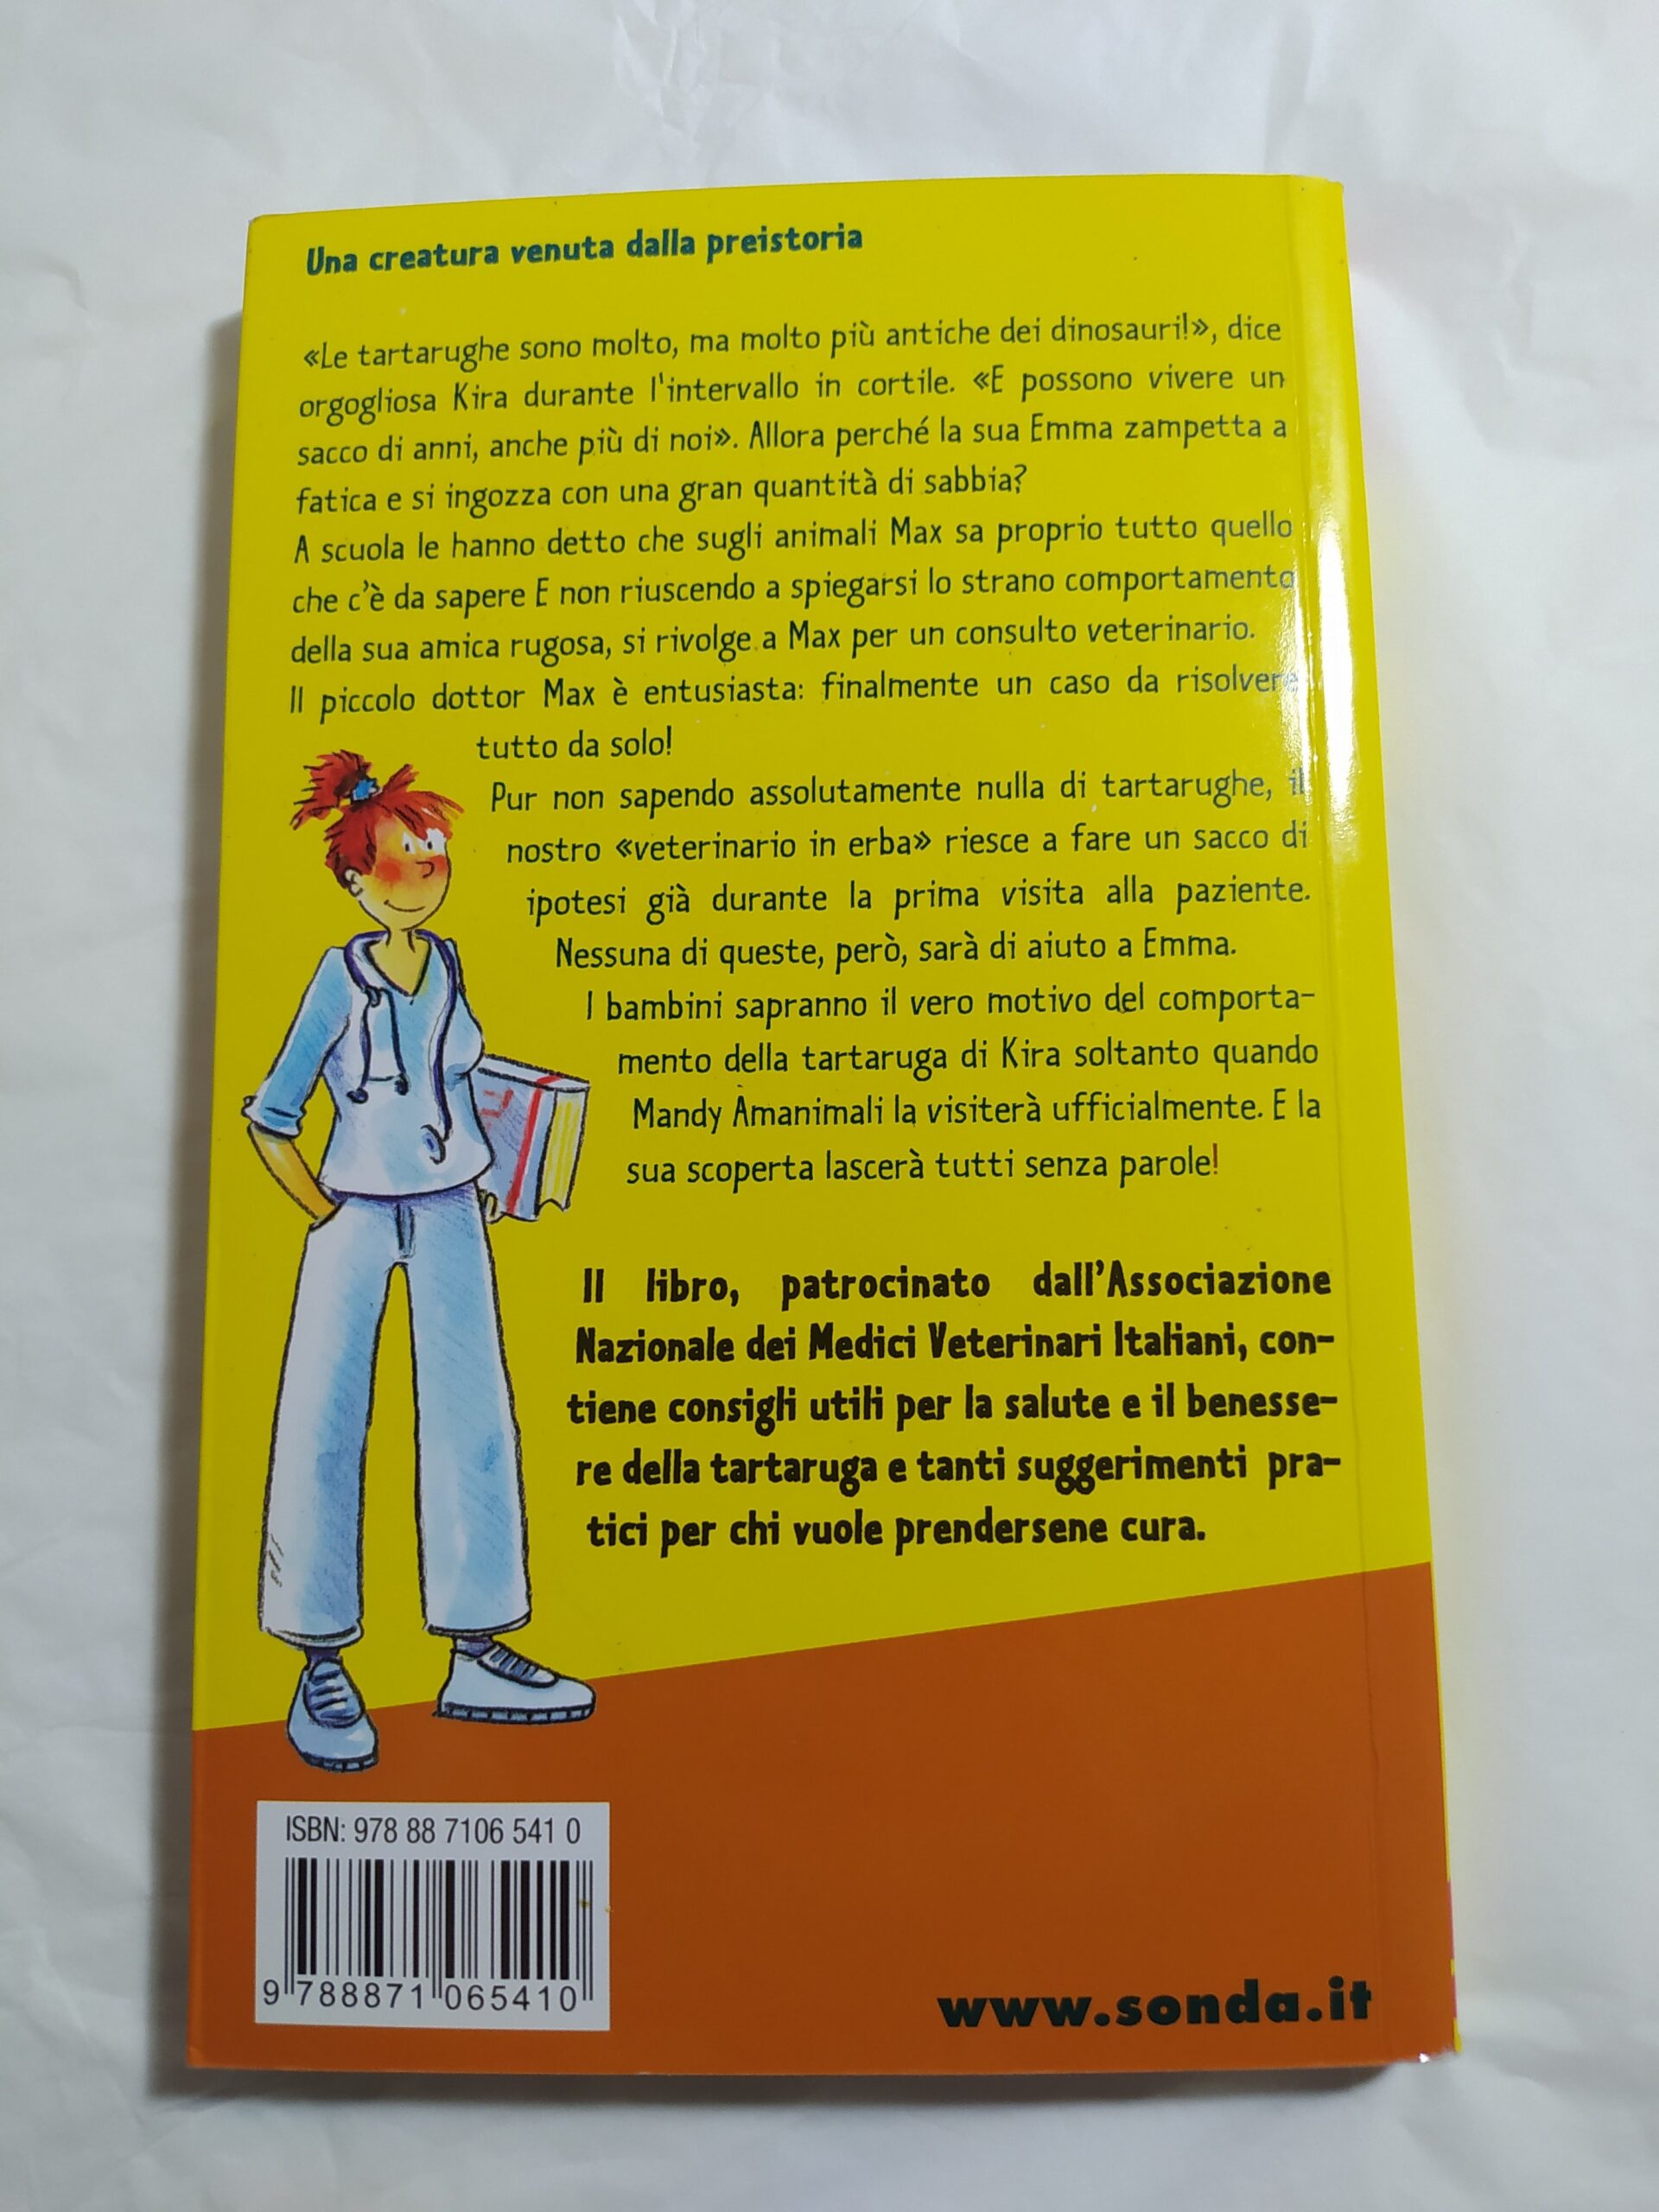 Una creatura venuta dalla preistoria
«Le tartarughe sono molto, ma molto più antiche dei dinosauri!», dice
orgogliosa Kira durante l'intervallo in cortile. «E possono vivere un
sacco di anni, anche più di noi». Allora perché la sua Emma zampetta a
fatica e si ingozza con una gran quantità di sabbia?
A scuola le hanno detto che sugli animali Max sa proprio tutto quello
che c'è da sapere E non riuscendo a spiegarsi lo strano comportamento
della sua amica rugosa, si rivolge a Max per un consulto veterinario.
Il piccolo dottor Max è entusiasta: finalmente un caso da risolvere
tutto da solo!
Pur non sapendo assolutamente nulla di tartarughe, il
nostro «veterinario in erba» riesce a fare un sacco di
ipotesi già durante la prima visita alla paziente.
Nessuna di queste, però, sarà di aiuto a Emma.
I bambini sapranno il vero motivo del comporta-
mento della tartaruga di Kira soltanto quando
Mandy Amanimali la visiterà ufficialmente. E la
sua scoperta lascerà tutti senza parole!
Il libro, patrocinato dall'Associazione
Nazionale dei Medici Veterinari Italiani, con-
tiene consigli utili per la salute e il benesse-
re della tartaruga e tanti suggerimenti pra-
tici per chi vuole prendersene cura.
ISBN: 978 88 7106 541 0
9 788871 065410
www.sonda.it